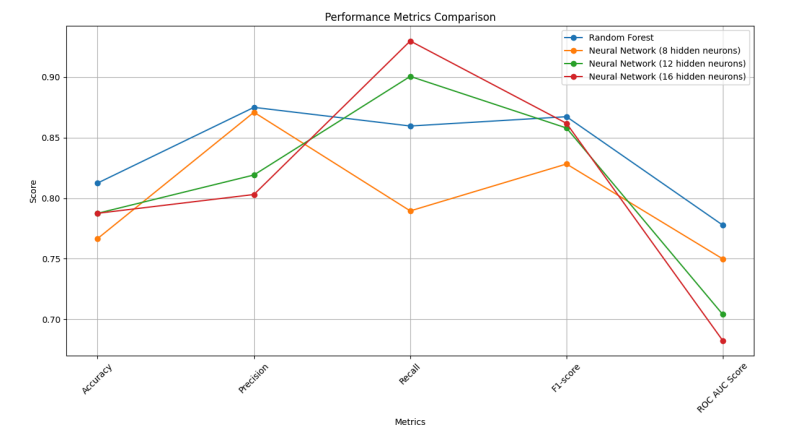 Performance Metrics Comparison
Random Forest
Neural Network (8 hidden neurons)
Neural Network (12 hidden neurons)
Neural Network (16 hidden neurons)
Score
0.90
0.85
0.80
0.75
0.70
Accuracy
Precision
Recall
F1-score
ROC AUC Score
Metrics